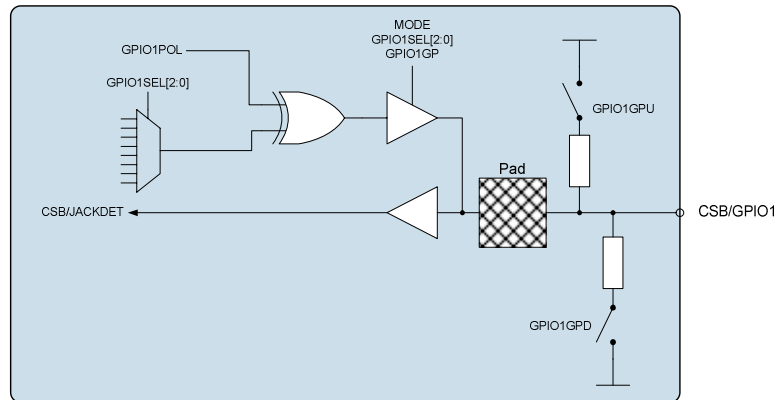 MODE
GPIO1SEL[2:0]
GPIO1GP
GPIO1POL
GPIO1SEL[2:0]
GPIO1GPU
Pad
CSB/JACKDET
CSB/GPIO1
GPIO1GPD